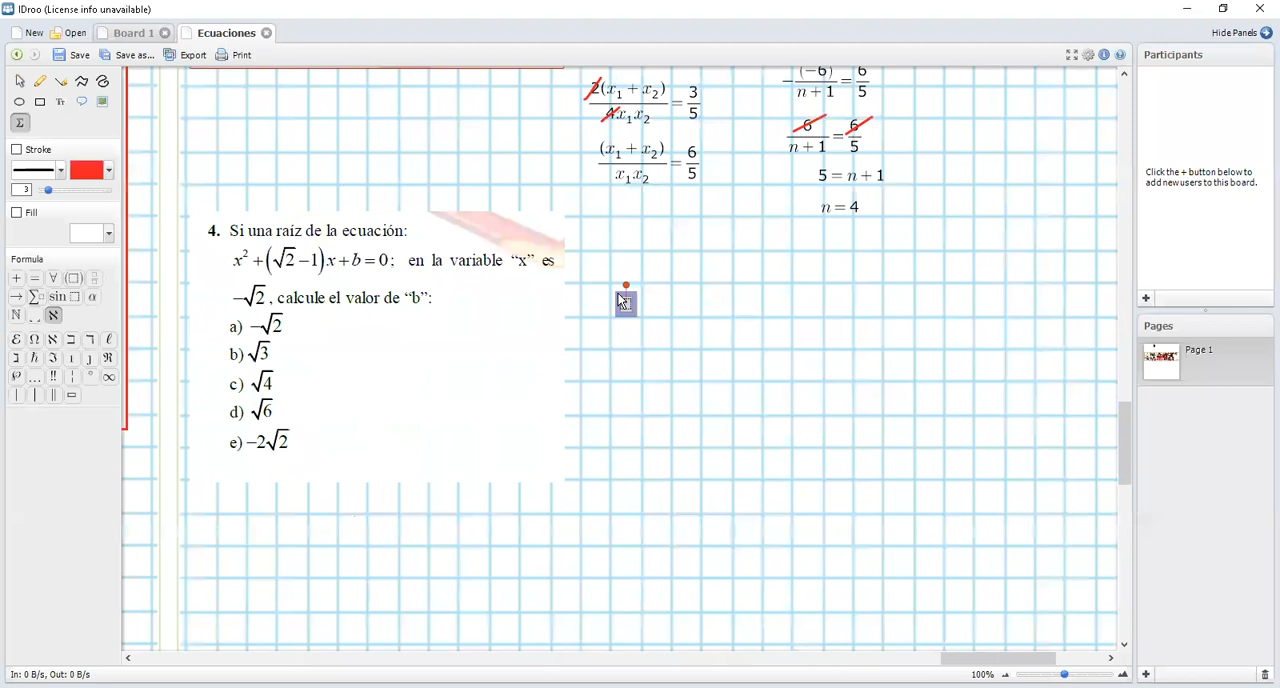 IDroo (License info unavailable)
New Open Board 1 Ecuaciones Hide Panels
Save Save as... Export Print
Participants
Click the + button below to
add new users to this board.
Pages
Page 1
Tr
Σ
Stroke
3
Fill
Formula
+ = ∀ (□)
→ Σ□ sin□ α
ℕ ℵ
ℇ Ω ℵ ℶ ℸ ℓ
ℷ ℏ ℑ ı ȷ ℜ
℘ … !! ¦ ° ∞
| | ‖
2(x₁ + x₂)/4x₁x₂ = 3/5
(x₁ + x₂)/x₁x₂ = 6/5
−(−6)/n + 1 = 6/5
6/n + 1 = 6/5
5 = n + 1
n = 4
4. Si una raíz de la ecuación:
x² + (√2 −1)x + b = 0; en la variable “x” es
−√2 , calcule el valor de “b”:
a) −√2
b) √3
c) √4
d) √6
e) −2√2
In: 0 B/s, Out: 0 B/s
100%